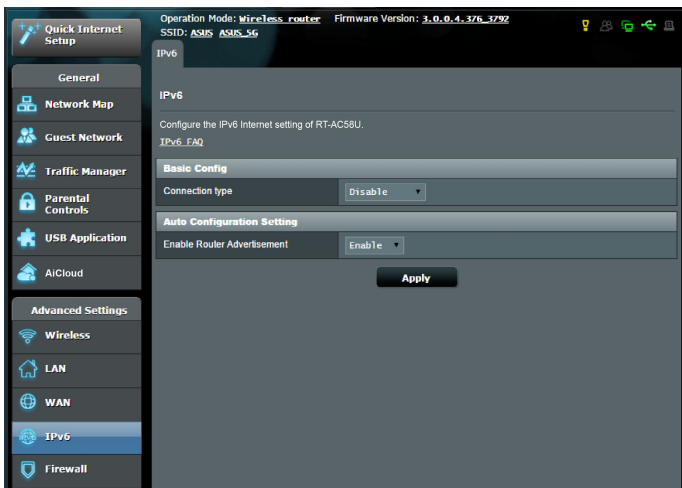 Quick Internet
Setup
Operation Mode: Wireless router Firmware Version: 3.0.0.4.376_3792
SSID: ASUS ASUS_5G
IPv6
General
Network Map
Guest Network
Traffic Manager
Parental
Controls
USB Application
AiCloud
Advanced Settings
Wireless
LAN
WAN
IPv6
Firewall
IPv6
Configure the IPv6 Internet setting of RT-AC58U.
IPv6 FAQ
Basic Config
Connection type Disable
Auto Configuration Setting
Enable Router Advertisement Enable
Apply